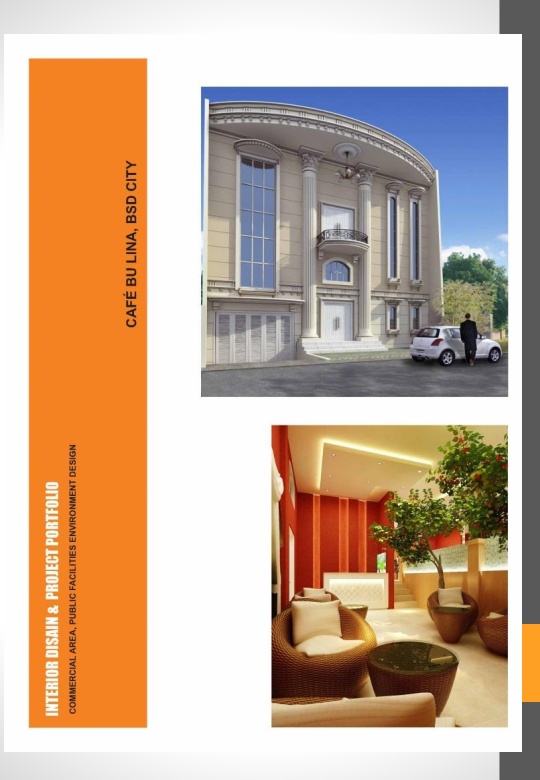 INTERIOR DISAIN & PROJECT PORTFOLIO
COMMERCIAL AREA, PUBLIC FACILITIES ENVIRONMENT DESIGN
CAFÉ BU LINA, BSD CITY